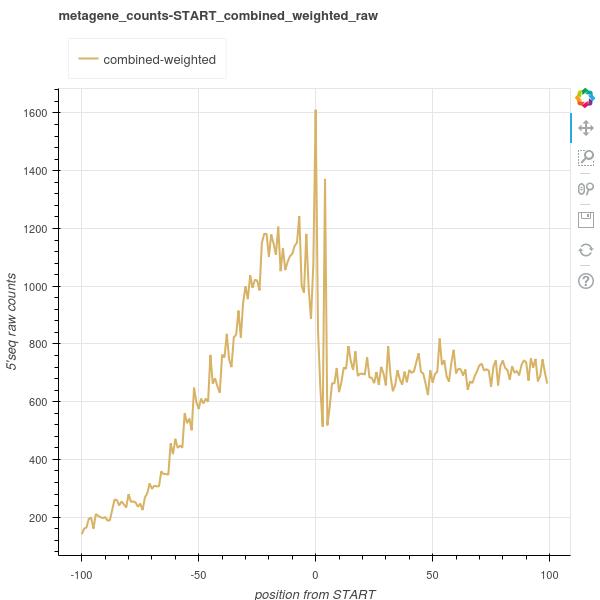 metagene_counts-START_combined_weighted_raw
combined-weighted
1600
1400
1200
1000
800
600
400
200
5'seq raw counts
-100 -50 0 50 100
position from START